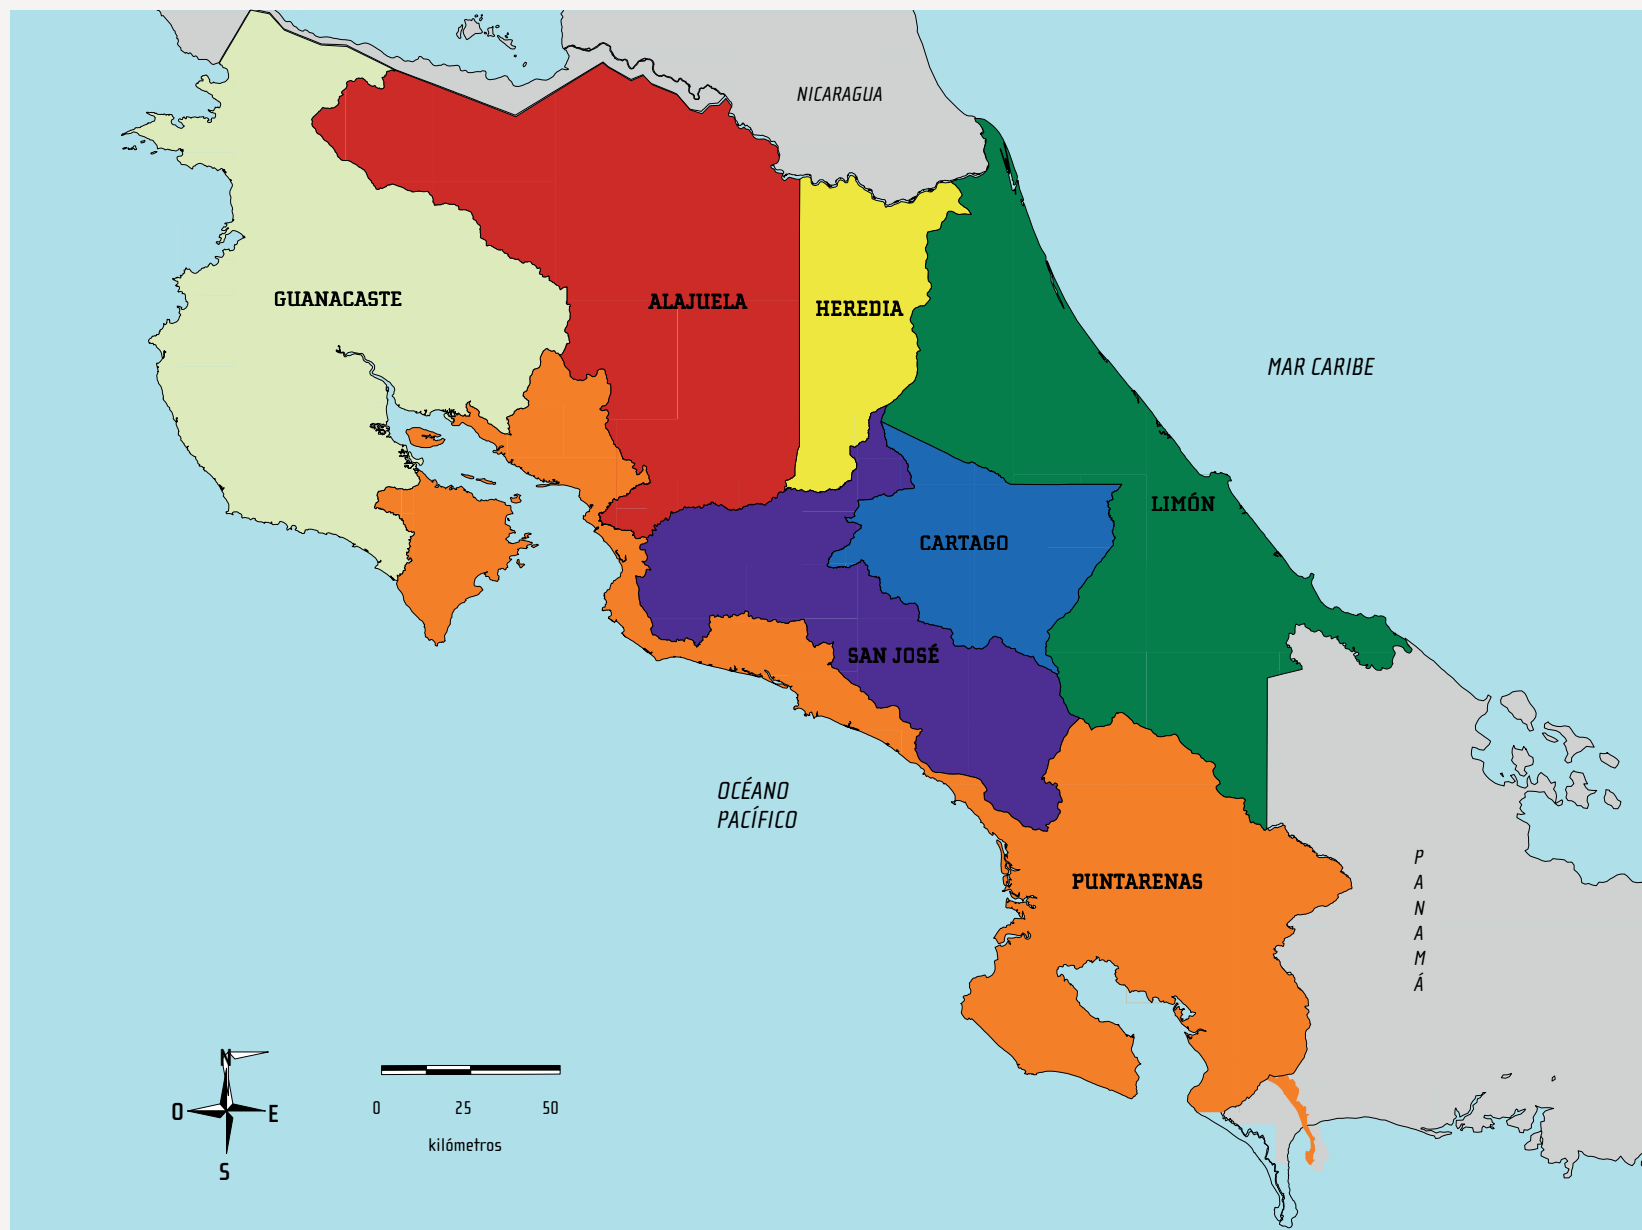 NICARAGUA
GUANACASTE
ALAJUELA
HEREDIA
MAR CARIBE
LIMÓN
CARTAGO
SAN JOSÉ
OCÉANO
PACÍFICO
PUNTARENAS
P
A
N
A
M
Á
N
O
E
S
0 25 50
kilómetros